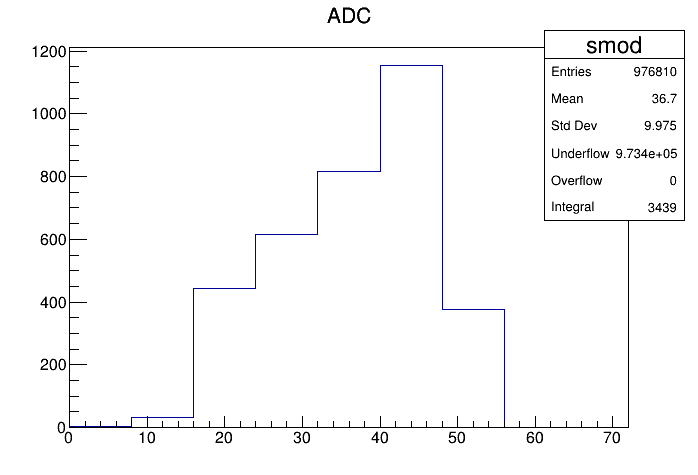 ADC
smod
Entries 976810
Mean 36.7
Std Dev 9.975
Underflow 9.734e+05
Overflow 0
Integral 3439
1200
1000
800
600
400
200
0
0 10 20 30 40 50 60 70